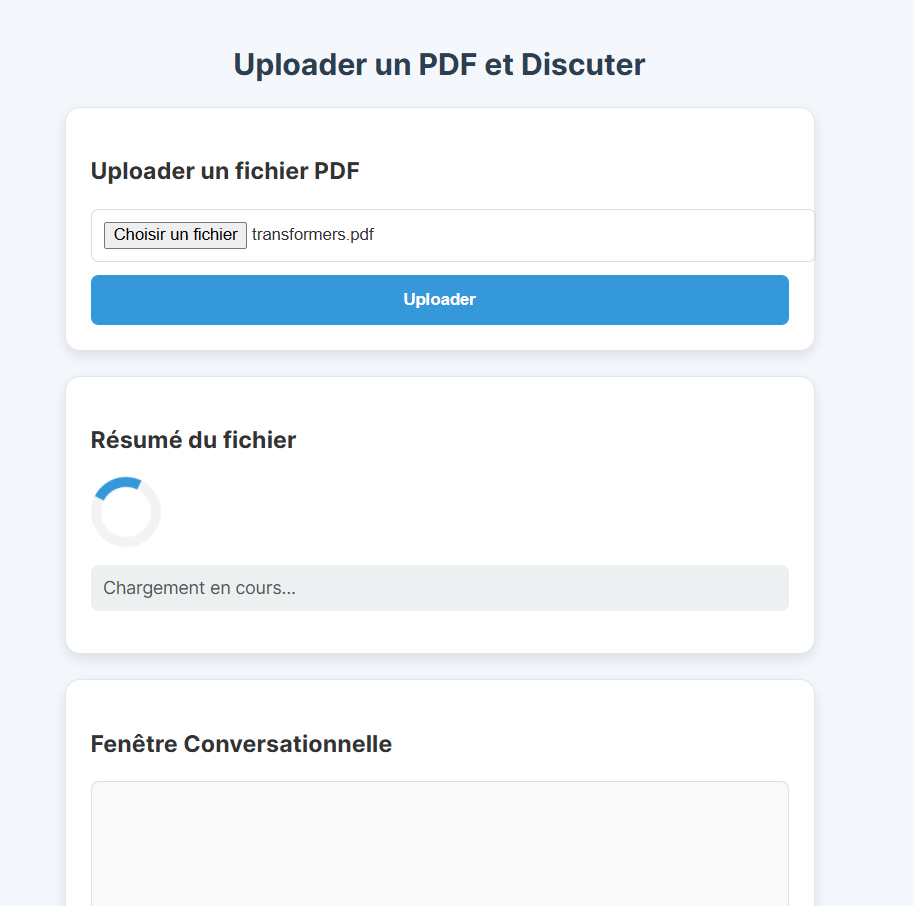 Uploader un PDF et Discuter
Uploader un fichier PDF
Choisir un fichier transformers.pdf
Uploader
Résumé du fichier
Chargement en cours...
Fenêtre Conversationnelle